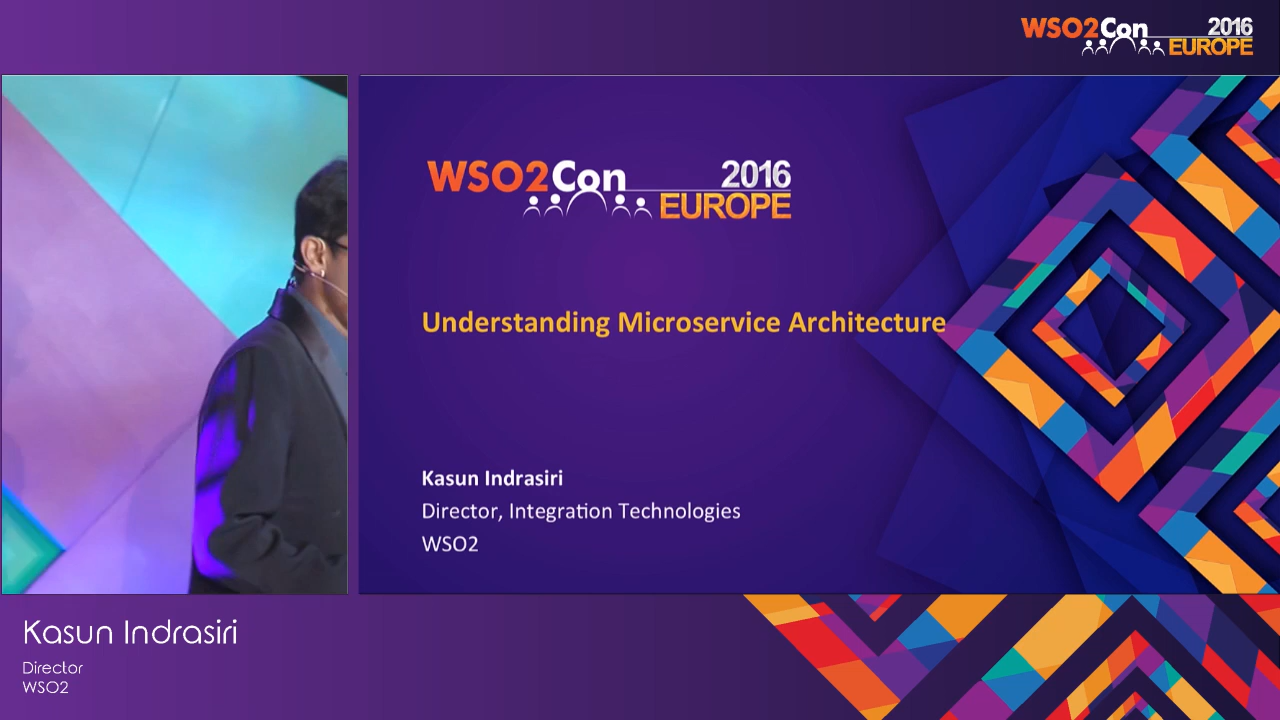 WSO2Con 2016
EUROPE
WSO2Con 2016
EUROPE
Understanding Microservice Architecture
Kasun Indrasiri
Director, Integration Technologies
WSO2
Kasun Indrasiri
Director
WSO2